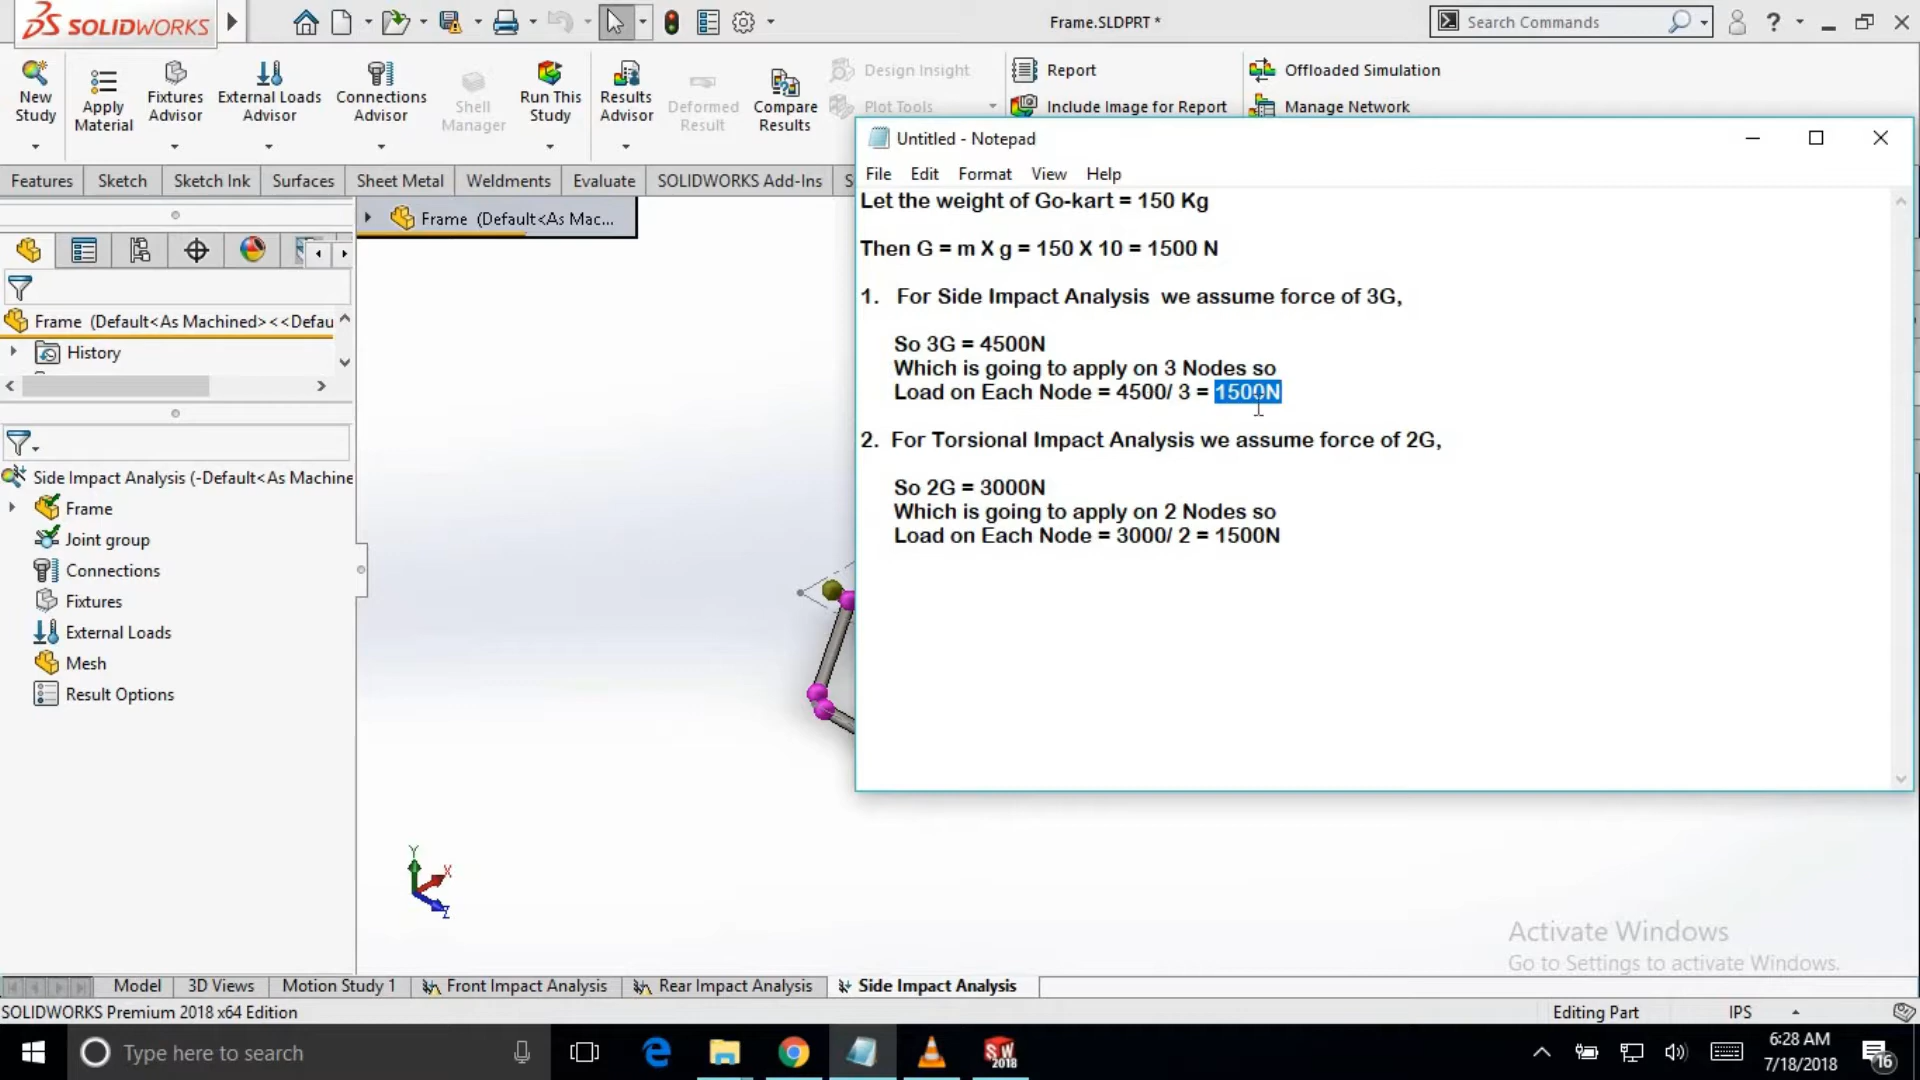 SOLIDWORKS
Frame.SLDPRT *
Search Commands
?
New Study
Apply Material
Fixtures Advisor
External Loads Advisor
Connections Advisor
Shell Manager
Run This Study
Results Advisor
Deformed Result
Compare Results
Design Insight
Plot Tools
Report
Include Image for Report
Offloaded Simulation
Manage Network
Features
Sketch
Sketch Ink
Surfaces
Sheet Metal
Weldments
Evaluate
SOLIDWORKS Add-Ins
S
Frame (Default<As Mac...
Frame (Default<As Machined><<Defau
History
Side Impact Analysis (-Default<As Machine
Frame
Joint group
Connections
Fixtures
External Loads
Mesh
Result Options
Untitled - Notepad
File Edit Format View Help
Let the weight of Go-kart = 150 Kg
Then G = m X g = 150 X 10 = 1500 N
1. For Side Impact Analysis we assume force of 3G,
So 3G = 4500N
Which is going to apply on 3 Nodes so
Load on Each Node = 4500/ 3 = 1500N
2. For Torsional Impact Analysis we assume force of 2G,
So 2G = 3000N
Which is going to apply on 2 Nodes so
Load on Each Node = 3000/ 2 = 1500N
Y
X
Z
Activate Windows
Go to Settings to activate Windows.
Model
3D Views
Motion Study 1
Front Impact Analysis
Rear Impact Analysis
Side Impact Analysis
SOLIDWORKS Premium 2018 x64 Edition
Editing Part
IPS
Type here to search
SW
2018
6:28 AM
7/18/2018
16